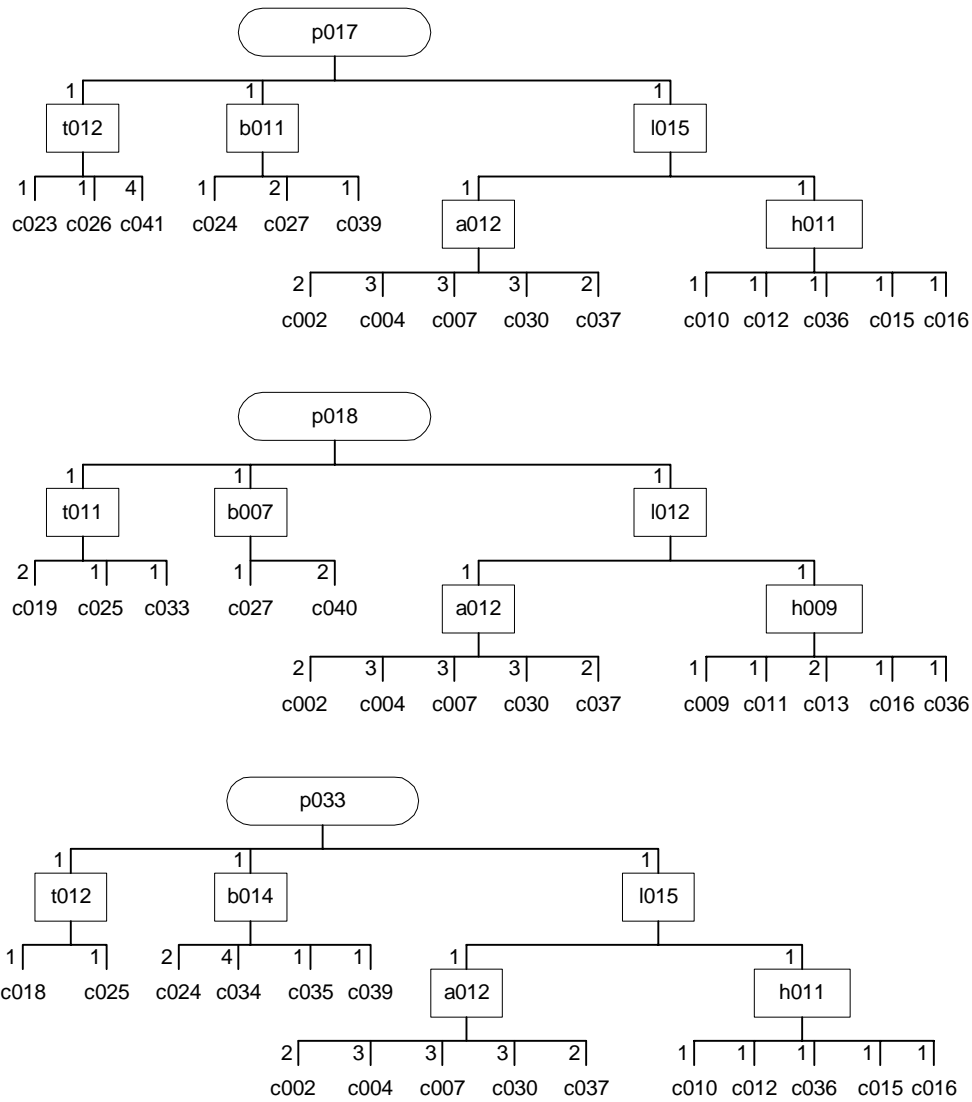 p017
1 1 1
t012 b011 l015
1 1 4 1 2 1 1 1
c023 c026 c041 c024 c027 c039 a012 h011
2 3 3 3 2 1 1 1 1 1
c002 c004 c007 c030 c037 c010 c012 c036 c015 c016
p018
1 1 1
t011 b007 l012
2 1 1 1 2 1 1
c019 c025 c033 c027 c040 a012 h009
2 3 3 3 2 1 1 2 1 1
c002 c004 c007 c030 c037 c009 c011 c013 c016 c036
p033
1 1 1
t012 b014 l015
1 1 2 4 1 1 1 1
c018 c025 c024 c034 c035 c039 a012 h011
2 3 3 3 2 1 1 1 1 1
c002 c004 c007 c030 c037 c010 c012 c036 c015 c016